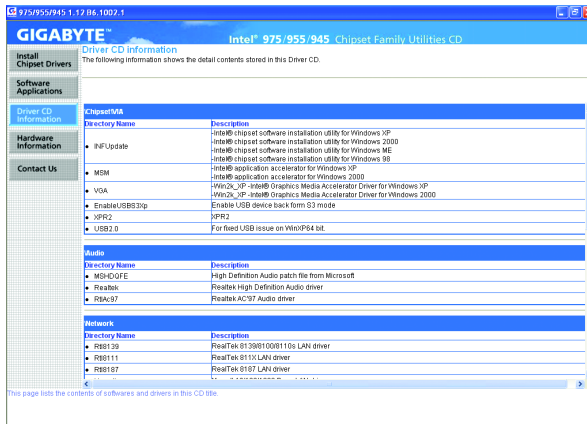 975/955/945 1.12 B6.1002.1
GIGABYTE™
Intel® 975/955/945 Chipset Family Utilities CD
Install
Chipset Drivers
Software
Applications
Driver CD
Information
Hardware
Information
Contact Us
Driver CD information
The following information shows the detail contents stored in this Driver CD.
\Chipset\VIA
Directory Name Description
INFUpdate
-Intel® chipset software installation utility for Windows XP
-Intel® chipset software installation utility for Windows 2000
-Intel® chipset software installation utility for Windows ME
-Intel® chipset software installation utility for Windows 98
MSM
-Intel® application accelerator for Windows XP
-Intel® application accelerator for Windows 2000
VGA
-Win2k_XP -Intel® Graphics Media Accelerator Driver for Windows XP
-Win2k_XP -Intel® Graphics Media Accelerator Driver for Windows 2000
EnableUSBS3Xp Enable USB device back form S3 mode
XPR2 XPR2
USB2.0 For fixed USB issue on WinXP64 bit.
\Audio
Directory Name Description
MSHDQFE High Definition Audio patch file from Microsoft
Realtek Realtek High Definition Audio driver
RtlAc97 Realtek AC'97 Audio driver
\Network
Directory Name Description
Rtl8139 RealTek 8139/8100/8110s LAN driver
Rtl8111 RealTek 811X LAN driver
Rtl8187 RealTek 8187 LAN driver
This page lists the contents of softwares and drivers in this CD title.